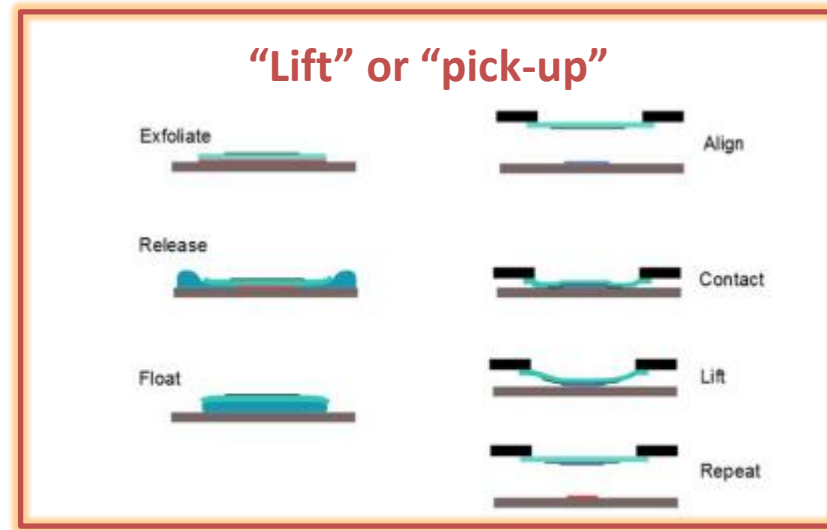 “Lift” or “pick-up”
Exfoliate
Release
Float
Align
Contact
Lift
Repeat